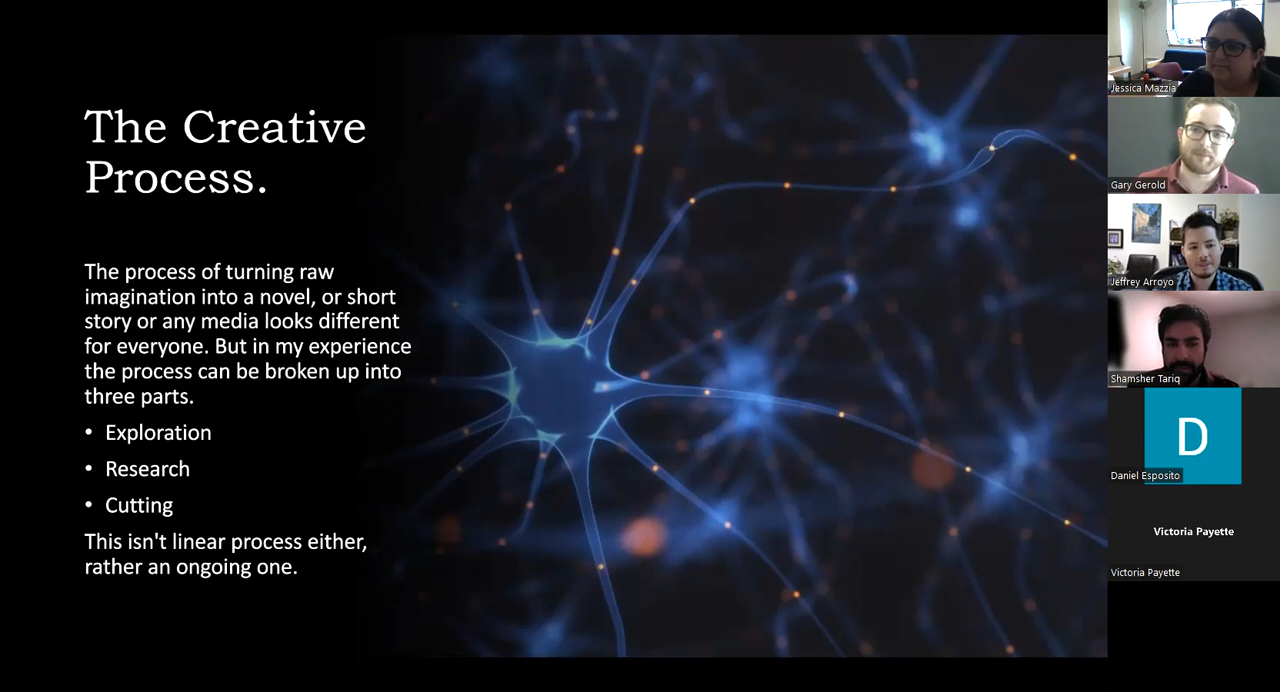 The Creative
Process.
The process of turning raw
imagination into a novel, or short
story or any media looks different
for everyone. But in my experience
the process can be broken up into
three parts.
• Exploration
• Research
• Cutting
This isn't linear process either,
rather an ongoing one.
Jessica Mazzia
Gary Gerold
Jeffrey Arroyo
Shamsher Tariq
D
Daniel Esposito
Victoria Payette
Victoria Payette